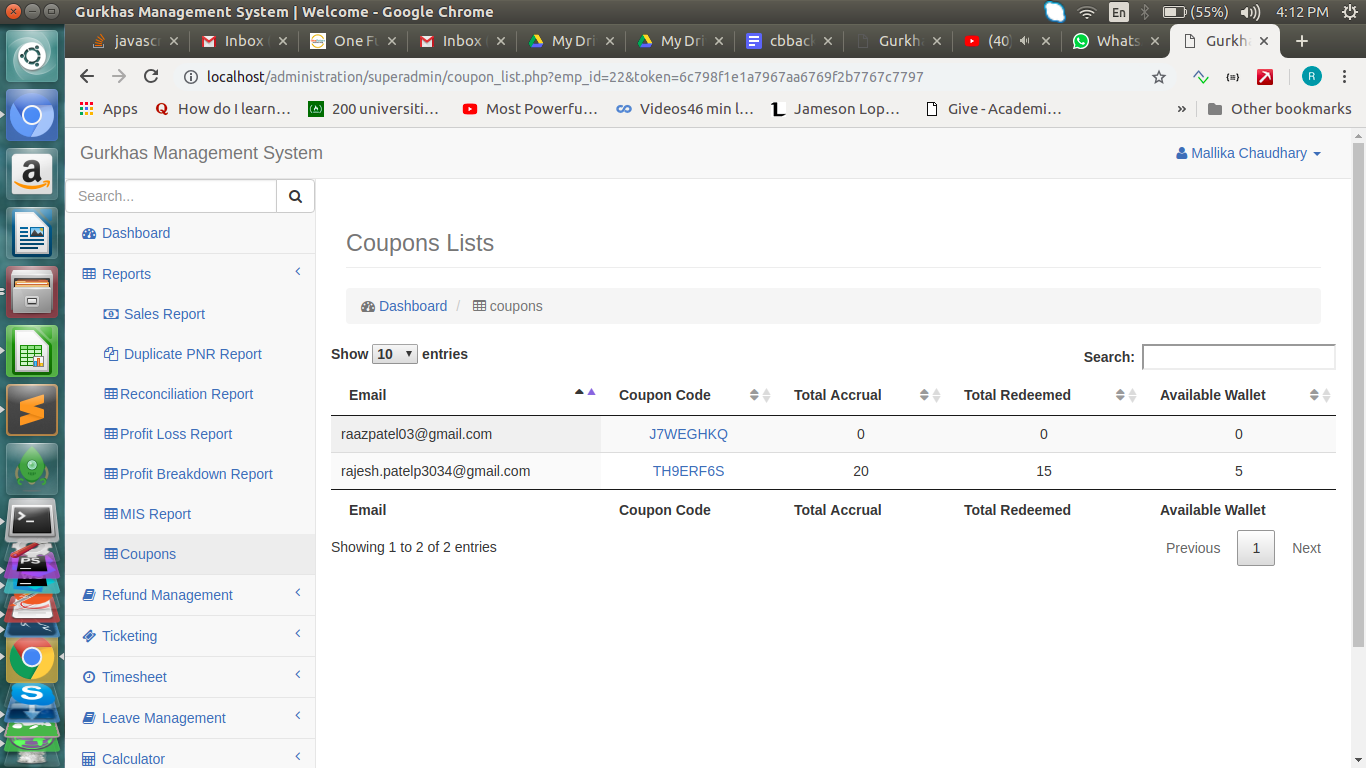 Gurkhas Management System | Welcome - Google Chrome
En (55%) 4:12 PM
javasc
Inbox
One F
Inbox
My Dri
My Dri
cbback
Gurkh
(40)
Whats
Gurkh
localhost/administration/superadmin/coupon_list.php?emp_id=22&token=6c798f1e1a7967aa6769f2b7767c7797
R
Apps How do I learn... 200 universiti... Most Powerfu... Videos46 min l... Jameson Lop... Give - Academi... » Other bookmarks
Gurkhas Management System
Mallika Chaudhary
Search...
Dashboard
Reports
Sales Report
Duplicate PNR Report
Reconciliation Report
Profit Loss Report
Profit Breakdown Report
MIS Report
Coupons
Refund Management
Ticketing
Timesheet
Leave Management
Calculator
Coupons Lists
Dashboard / coupons
Show 10 entries
Search:
Email Coupon Code Total Accrual Total Redeemed Available Wallet
raazpatel03@gmail.com J7WEGHKQ 0 0 0
rajesh.patelp3034@gmail.com TH9ERF6S 20 15 5
Email Coupon Code Total Accrual Total Redeemed Available Wallet
Showing 1 to 2 of 2 entries
Previous 1 Next